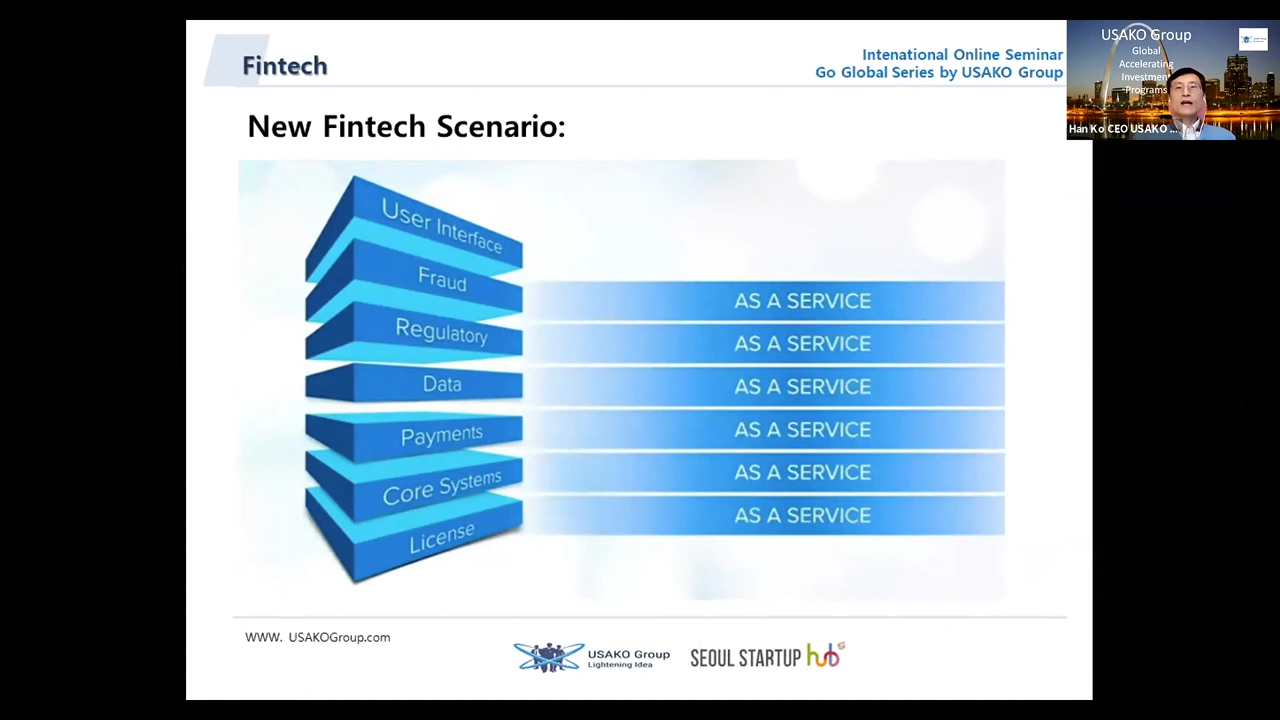 Fintech
Intenational Online Seminar
Go Global Series by USAKO Group
New Fintech Scenario:
User Interface
Fraud
AS A SERVICE
Regulatory
AS A SERVICE
Data
AS A SERVICE
Payments
AS A SERVICE
Core Systems
AS A SERVICE
License
AS A SERVICE
WWW. USAKOGroup.com
USAKO Group
Lightening Idea
SEOUL STARTUP hub
USAKO Group
Global
Accelerating
Investment
Programs
Han Ko CEO USAKO ...